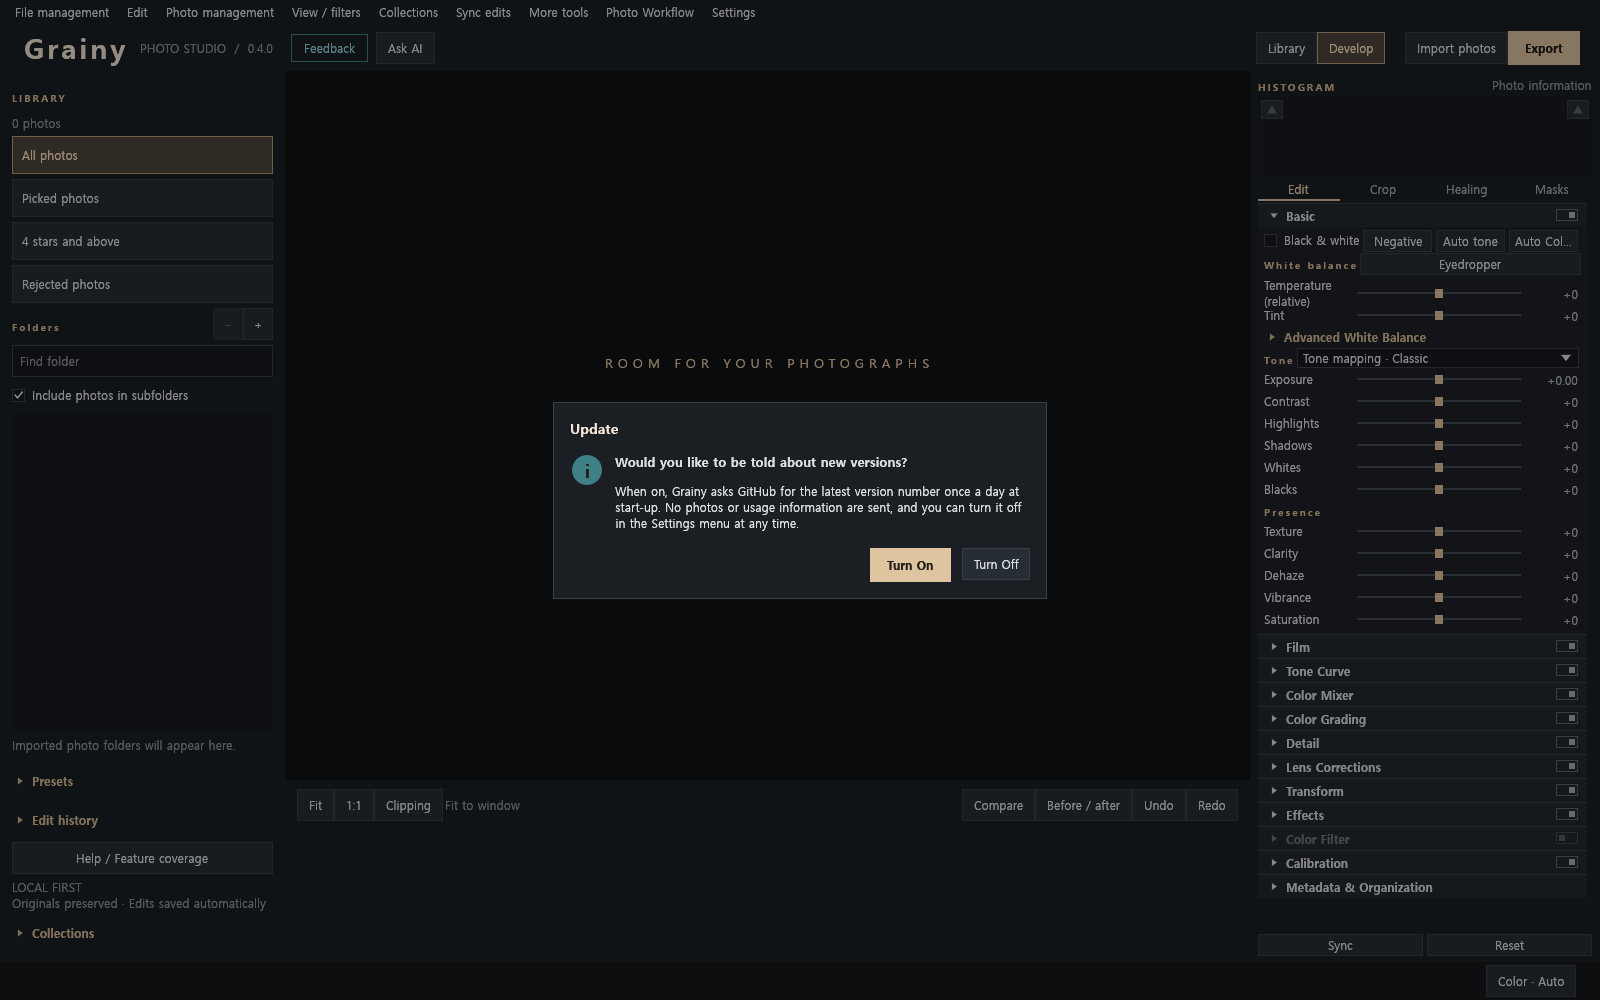 File management Edit Photo management View / filters Collections Sync edits More tools Photo Workflow Settings
Grainy PHOTO STUDIO / 0.4.0 Feedback Ask AI Library Develop Import photos Export
LIBRARY
0 photos
All photos
Picked photos
4 stars and above
Rejected photos
Folders − +
Find folder
Include photos in subfolders
Imported photo folders will appear here.
Presets
Edit history
Help / Feature coverage
LOCAL FIRST
Originals preserved · Edits saved automatically
Collections
ROOM FOR YOUR PHOTOGRAPHS
Update
Would you like to be told about new versions?
When on, Grainy asks GitHub for the latest version number once a day at
start-up. No photos or usage information are sent, and you can turn it off
in the Settings menu at any time.
Turn On Turn Off
Fit 1:1 Clipping Fit to window Compare Before / after Undo Redo
HISTOGRAM Photo information
Edit Crop Healing Masks
Basic
Black & white Negative Auto tone Auto Col...
White balance Eyedropper
Temperature
(relative) +0
Tint +0
Advanced White Balance
Tone Tone mapping · Classic
Exposure +0.00
Contrast +0
Highlights +0
Shadows +0
Whites +0
Blacks +0
Presence
Texture +0
Clarity +0
Dehaze +0
Vibrance +0
Saturation +0
Film
Tone Curve
Color Mixer
Color Grading
Detail
Lens Corrections
Transform
Effects
Color Filter
Calibration
Metadata & Organization
Sync Reset
Color · Auto